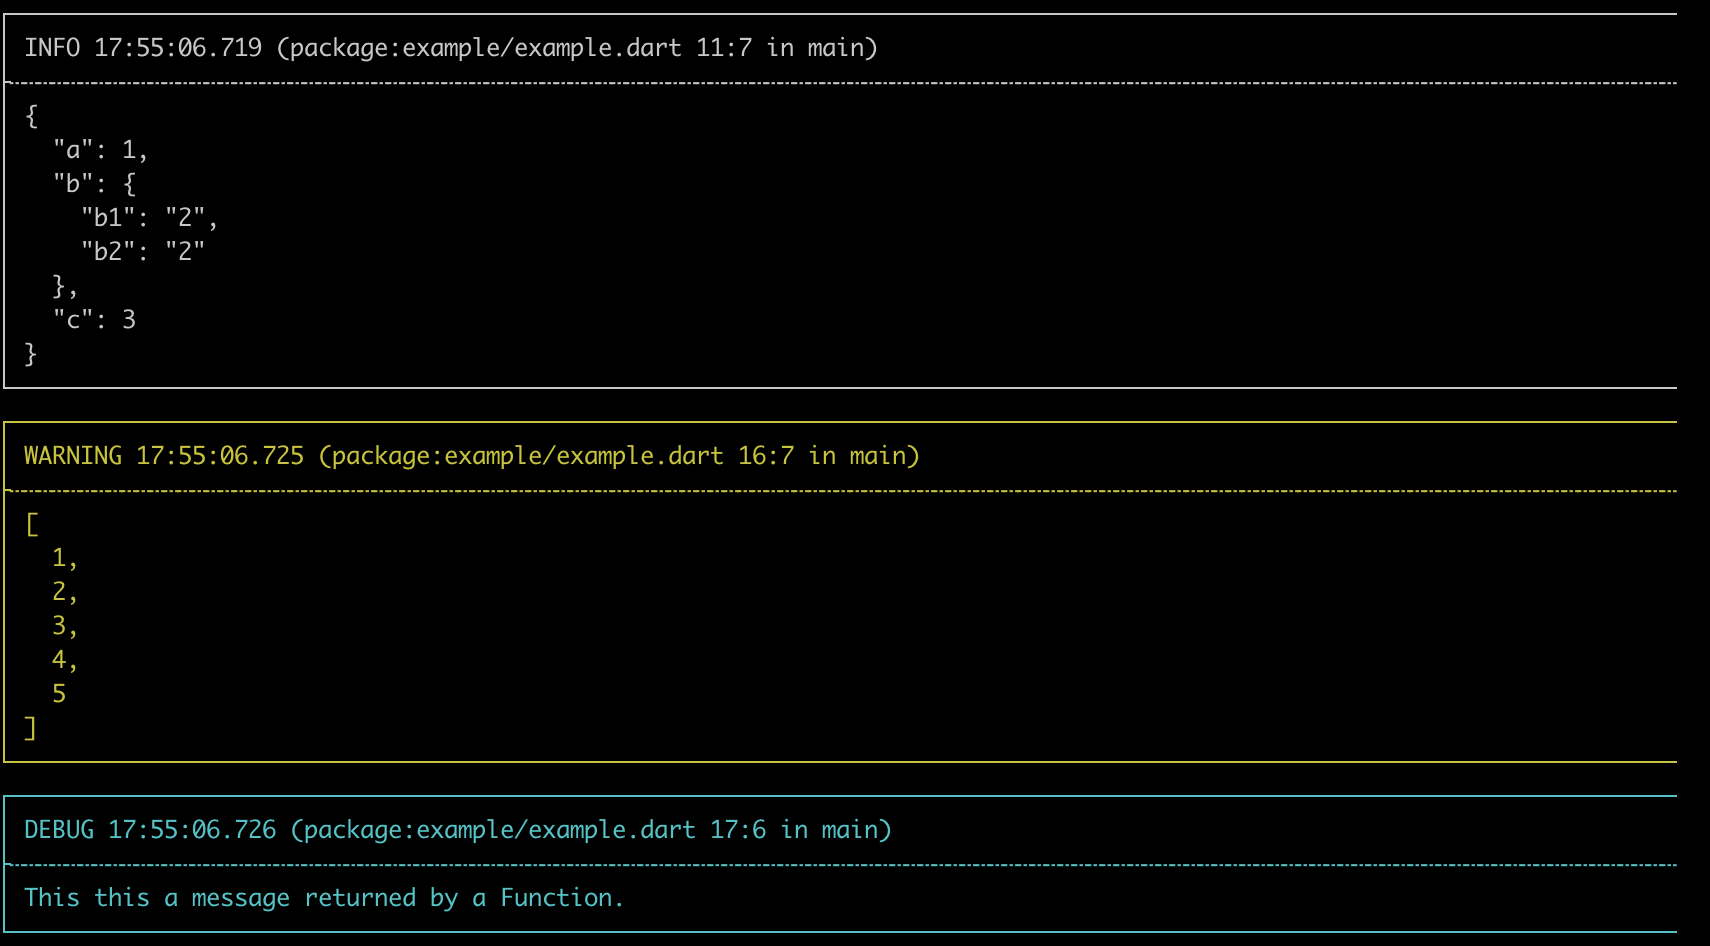 INFO 17:55:06.719 (package:example/example.dart 11:7 in main)
{
  "a": 1,
  "b": {
    "b1": "2",
    "b2": "2"
  },
  "c": 3
}
WARNING 17:55:06.725 (package:example/example.dart 16:7 in main)
[
  1,
  2,
  3,
  4,
  5
]
DEBUG 17:55:06.726 (package:example/example.dart 17:6 in main)
This this a message returned by a Function.